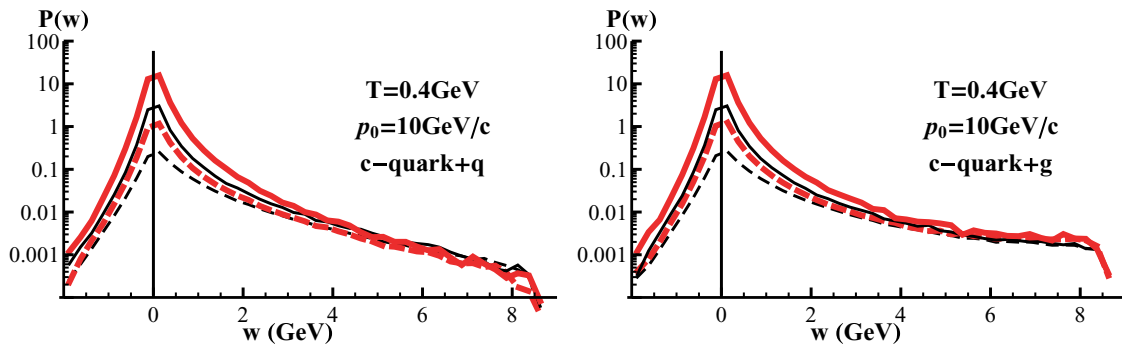 P(w)
100
10
1
0.1
0.01
0.001
T=0.4GeV
p₀=10GeV/c
c−quark+q
0 2 4 6 8
w (GeV)
P(w)
100
10
1
0.1
0.01
0.001
T=0.4GeV
p₀=10GeV/c
c−quark+g
0 2 4 6 8
w (GeV)